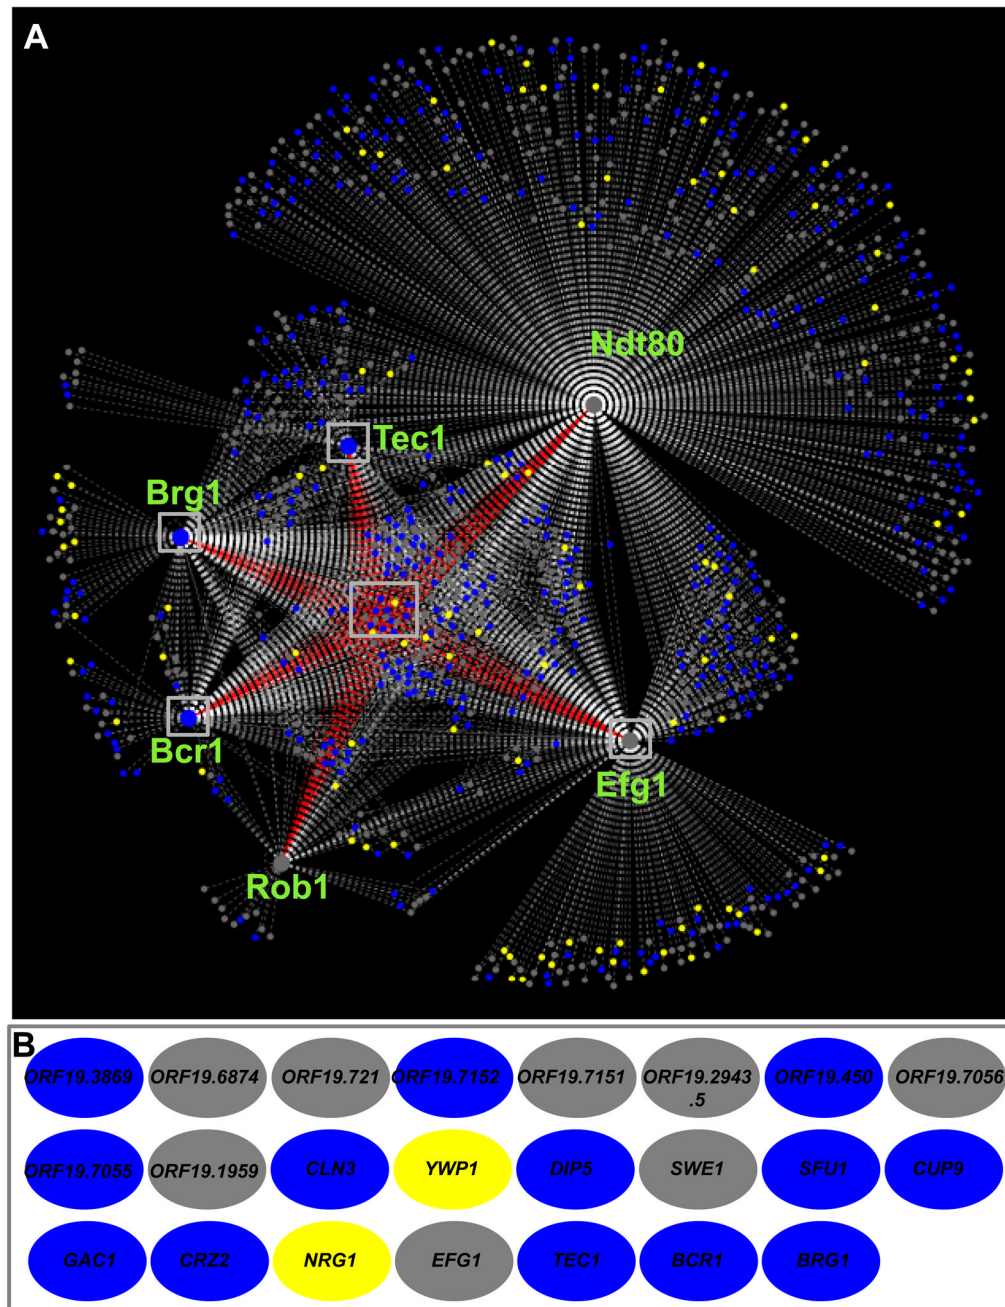 A
Ndt80
Tec1
Brg1
Bcr1
Efg1
Rob1
B
ORF19.3869 ORF19.6874 ORF19.721 ORF19.7152 ORF19.7151 ORF19.2943 ORF19.450 ORF19.7056
.5
ORF19.7055 ORF19.1959 CLN3 YWP1 DIP5 SWE1 SFU1 CUP9
GAC1 CRZ2 NRG1 EFG1 TEC1 BCR1 BRG1